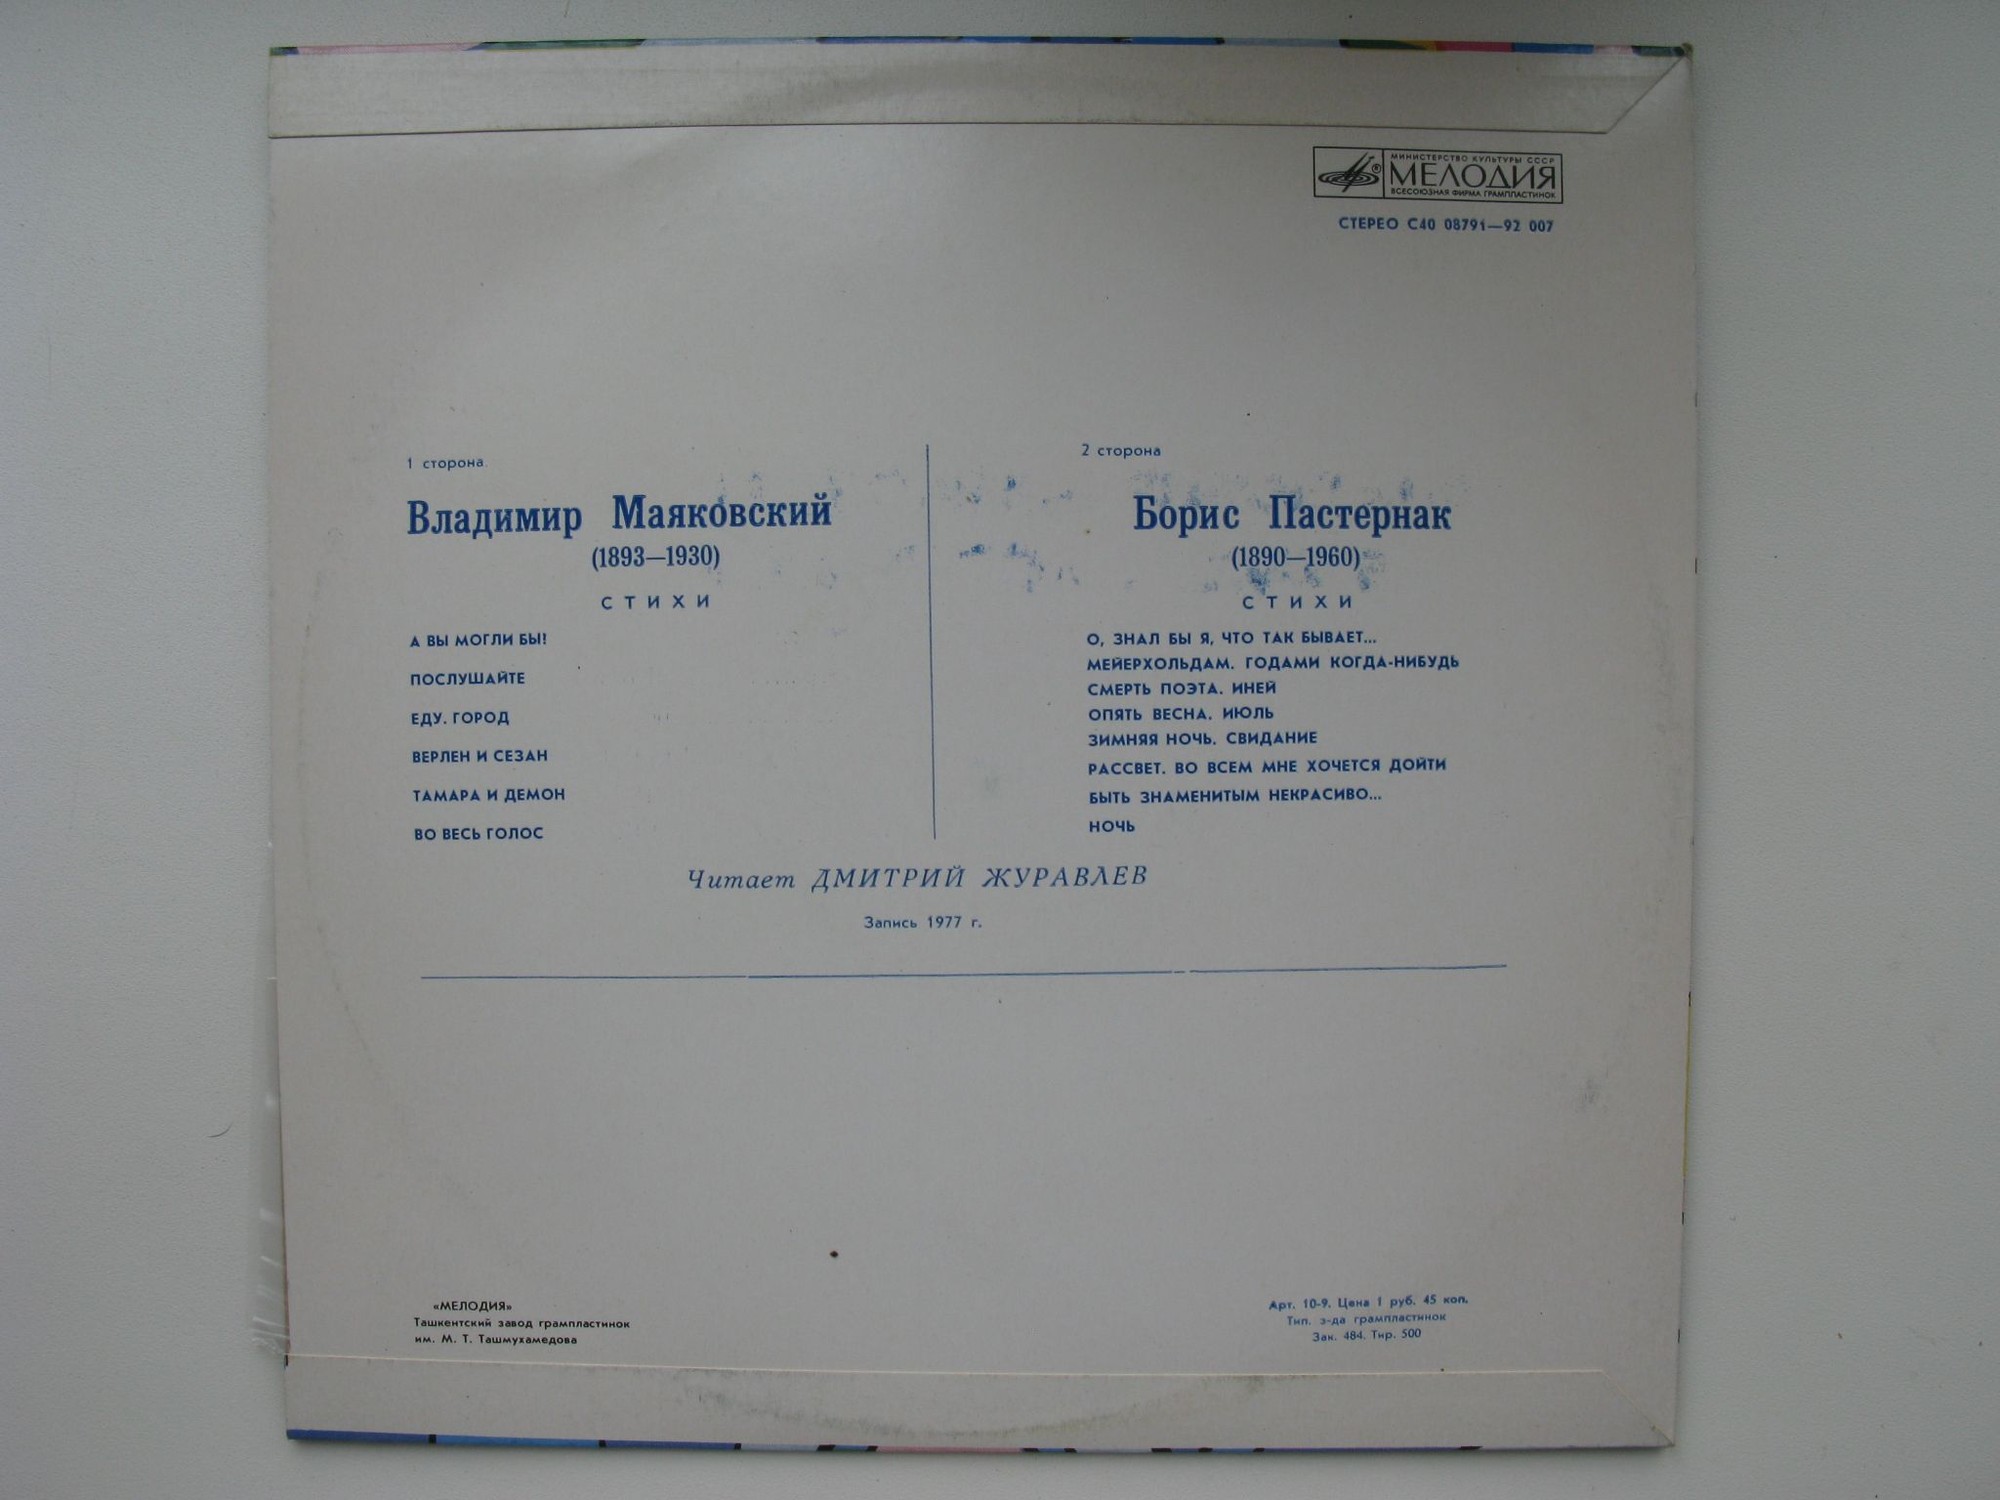 МИНИСТЕРСТВО КУЛЬТУРЫ СССР
МЕЛОДИЯ
ВСЕСОЮЗНАЯ ФИРМА ГРАМПЛАСТИНОК
СТЕРЕО С40 08791—92 007
1 сторона
Владимир Маяковский
(1893—1930)
СТИХИ
А ВЫ МОГЛИ БЫ!
ПОСЛУШАЙТЕ
ЕДУ. ГОРОД
ВЕРЛЕН И СЕЗАН
ТАМАРА И ДЕМОН
ВО ВЕСЬ ГОЛОС
2 сторона
Борис Пастернак
(1890—1960)
СТИХИ
О, ЗНАЛ БЫ Я, ЧТО ТАК БЫВАЕТ...
МЕЙЕРХОЛЬДАМ. ГОДАМИ КОГДА-НИБУДЬ
СМЕРТЬ ПОЭТА. ИНЕЙ
ОПЯТЬ ВЕСНА. ИЮЛЬ
ЗИМНЯЯ НОЧЬ. СВИДАНИЕ
РАССВЕТ. ВО ВСЕМ МНЕ ХОЧЕТСЯ ДОЙТИ
БЫТЬ ЗНАМЕНИТЫМ НЕКРАСИВО...
НОЧЬ
Читает ДМИТРИЙ ЖУРАВЛЕВ
Запись 1977 г.
«МЕЛОДИЯ»
Ташкентский завод грампластинок
им. М. Т. Ташмухамедова
Арт. 10-9. Цена 1 руб. 45 коп.
Тип. з-да грампластинок
Зак. 484. Тир. 500